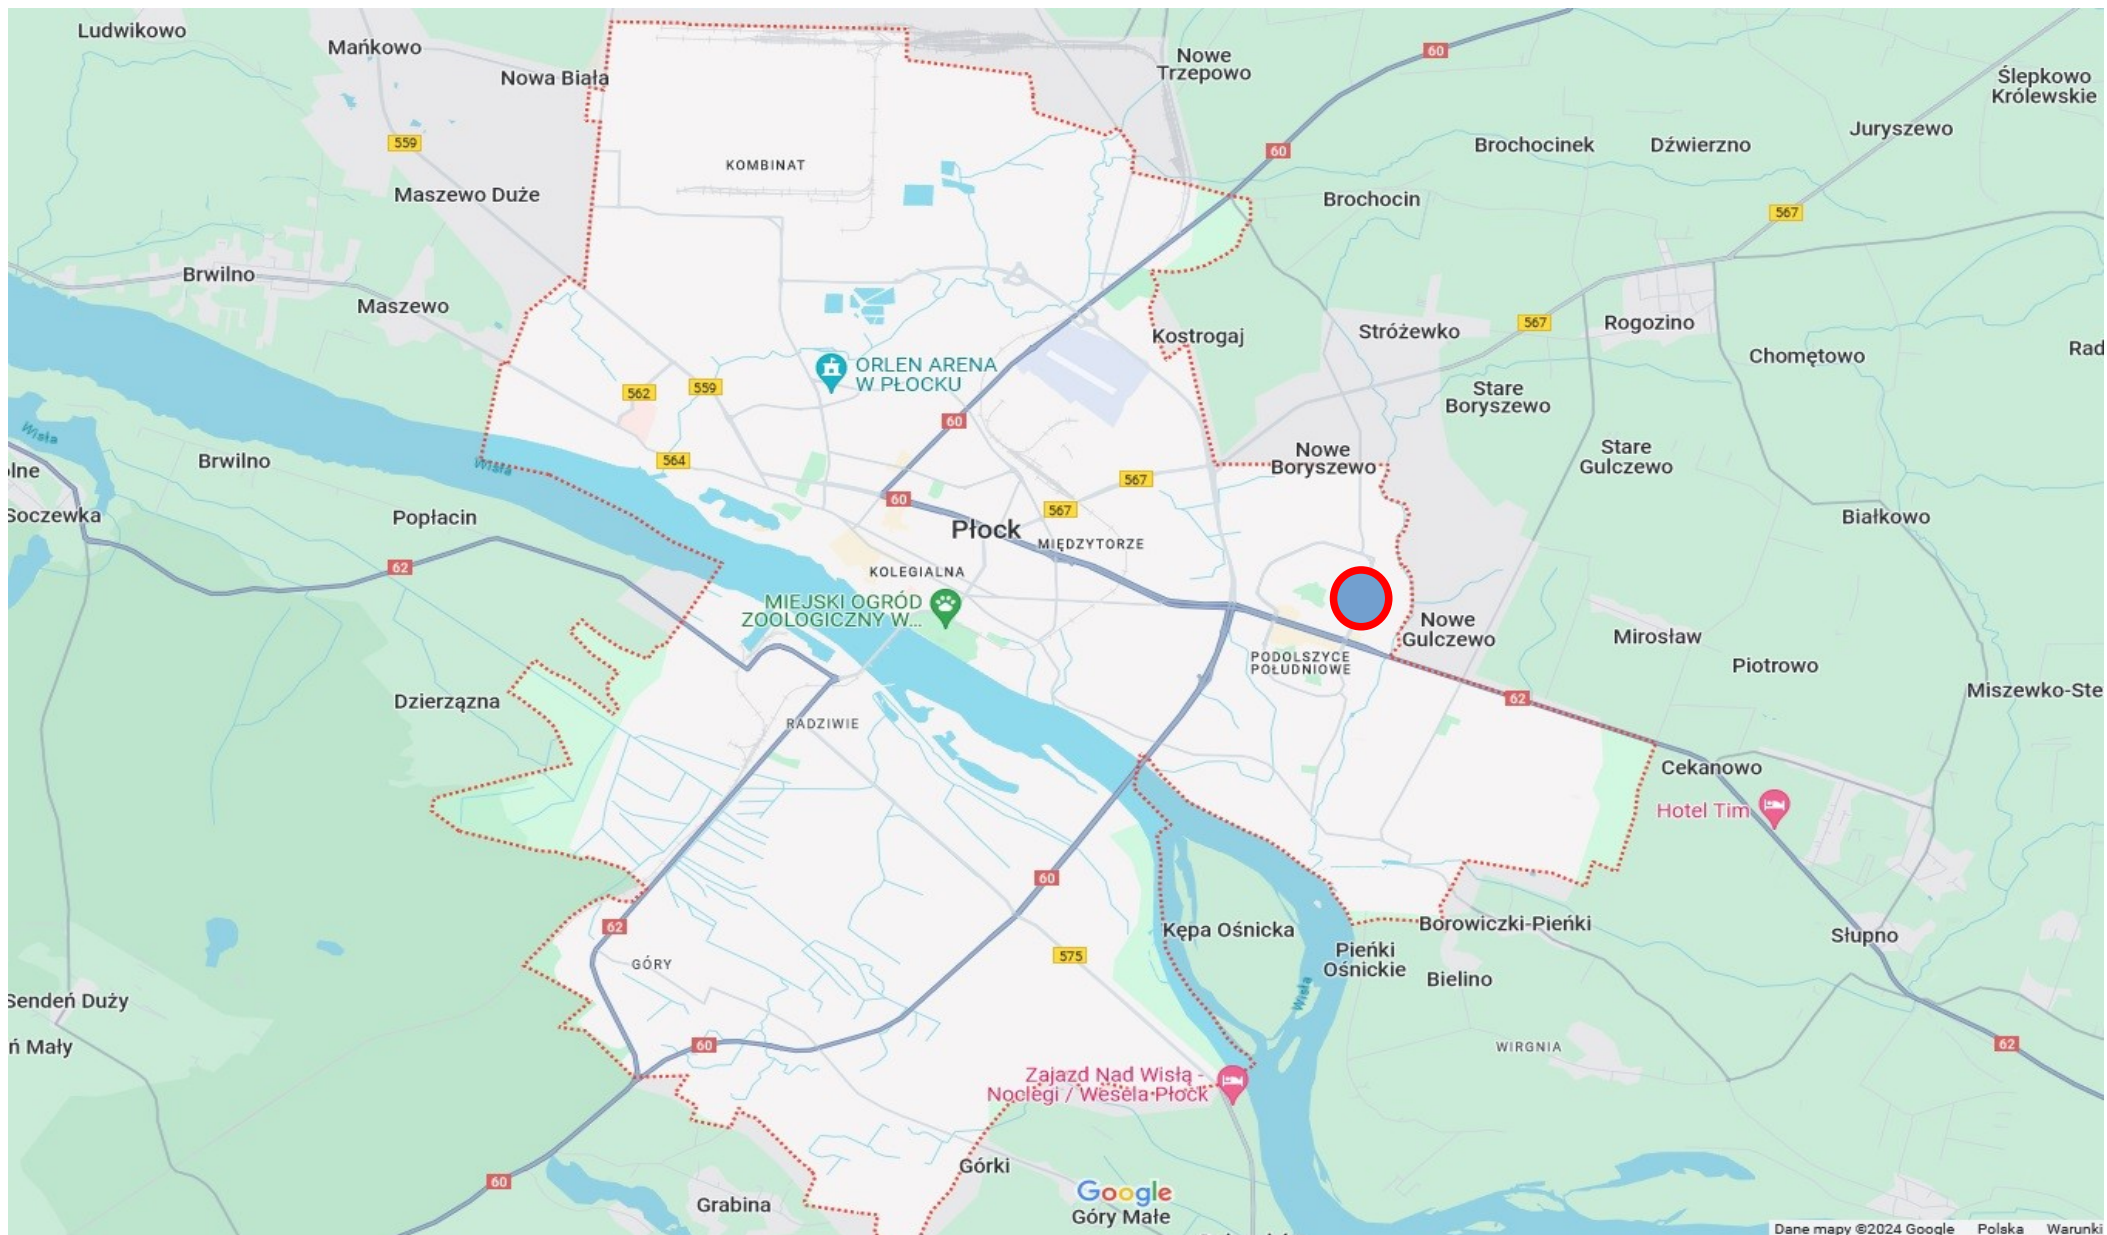 Ludwikowo
Mańkowo
Nowa Biała
Nowe
Trzepowo
60
Ślepkowo
Królewskie
559
KOMBINAT
60
Brochocinek
Dźwierzno
Juryszewo
Maszewo Duże
Brochocin
567
Brwilno
Maszewo
Kostrogaj
Stróżewko
567
Rogozino
Chomętowo
Rad
ORLEN ARENA
W PŁOCKU
562
559
60
Stare
Boryszewo
Wisła
olne
Brwilno
564
Wisła
60
567
567
Nowe
Boryszewo
Stare
Gulczewo
Soczewka
Popłacin
Płock
MIĘDZYTORZE
Białkowo
62
KOLEGIALNA
MIEJSKI OGRÓD
ZOOLOGICZNY W...
Nowe
Gulczewo
Mirosław
PODOLSZYCE
POŁUDNIOWE
Piotrowo
Dzierzązna
62
Miszewko-Ste
RADZIWIE
Cekanowo
Hotel Tim
60
62
Kępa Ośnicka
Borowiczki-Pieńki
Słupno
575
GÓRY
Pieńki
Ośnickie
Bielino
Wisła
Sendeń Duży
ń Mały
60
WIRGNIA
62
Zajazd Nad Wisłą -
Noclegi / Wesela Płock
60
Górki
Grabina
Google
Góry Małe
Dane mapy ©2024 Google Polska Warunki